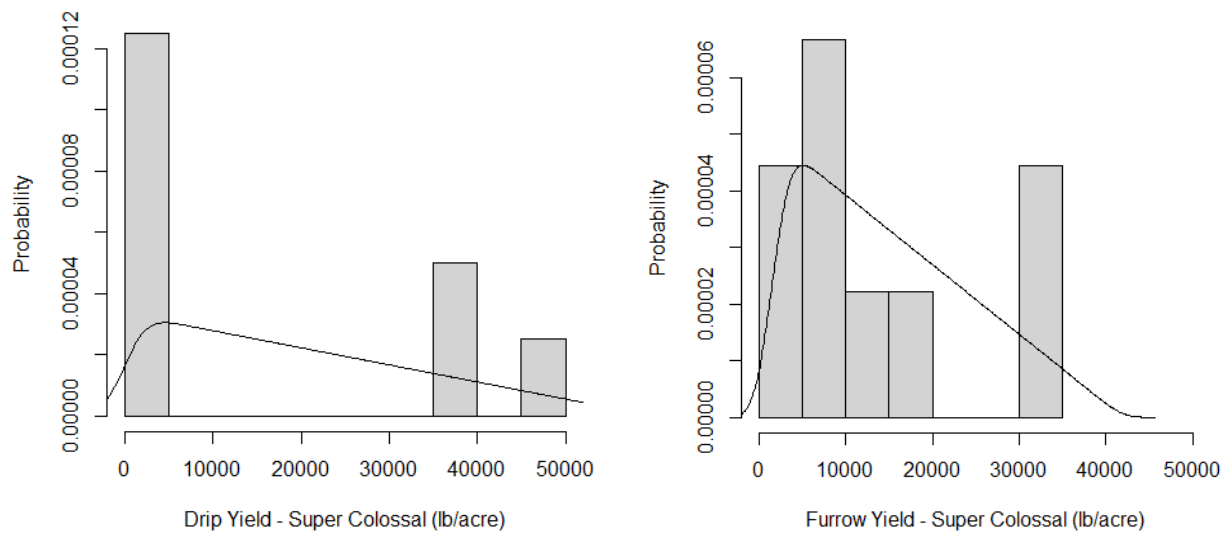 0.00012
0.00008
0.00004
0.00000
Probability
0 10000 20000 30000 40000 50000
Drip Yield - Super Colossal (lb/acre)
0.00006
0.00004
0.00002
0.00000
Probability
0 10000 20000 30000 40000 50000
Furrow Yield - Super Colossal (lb/acre)